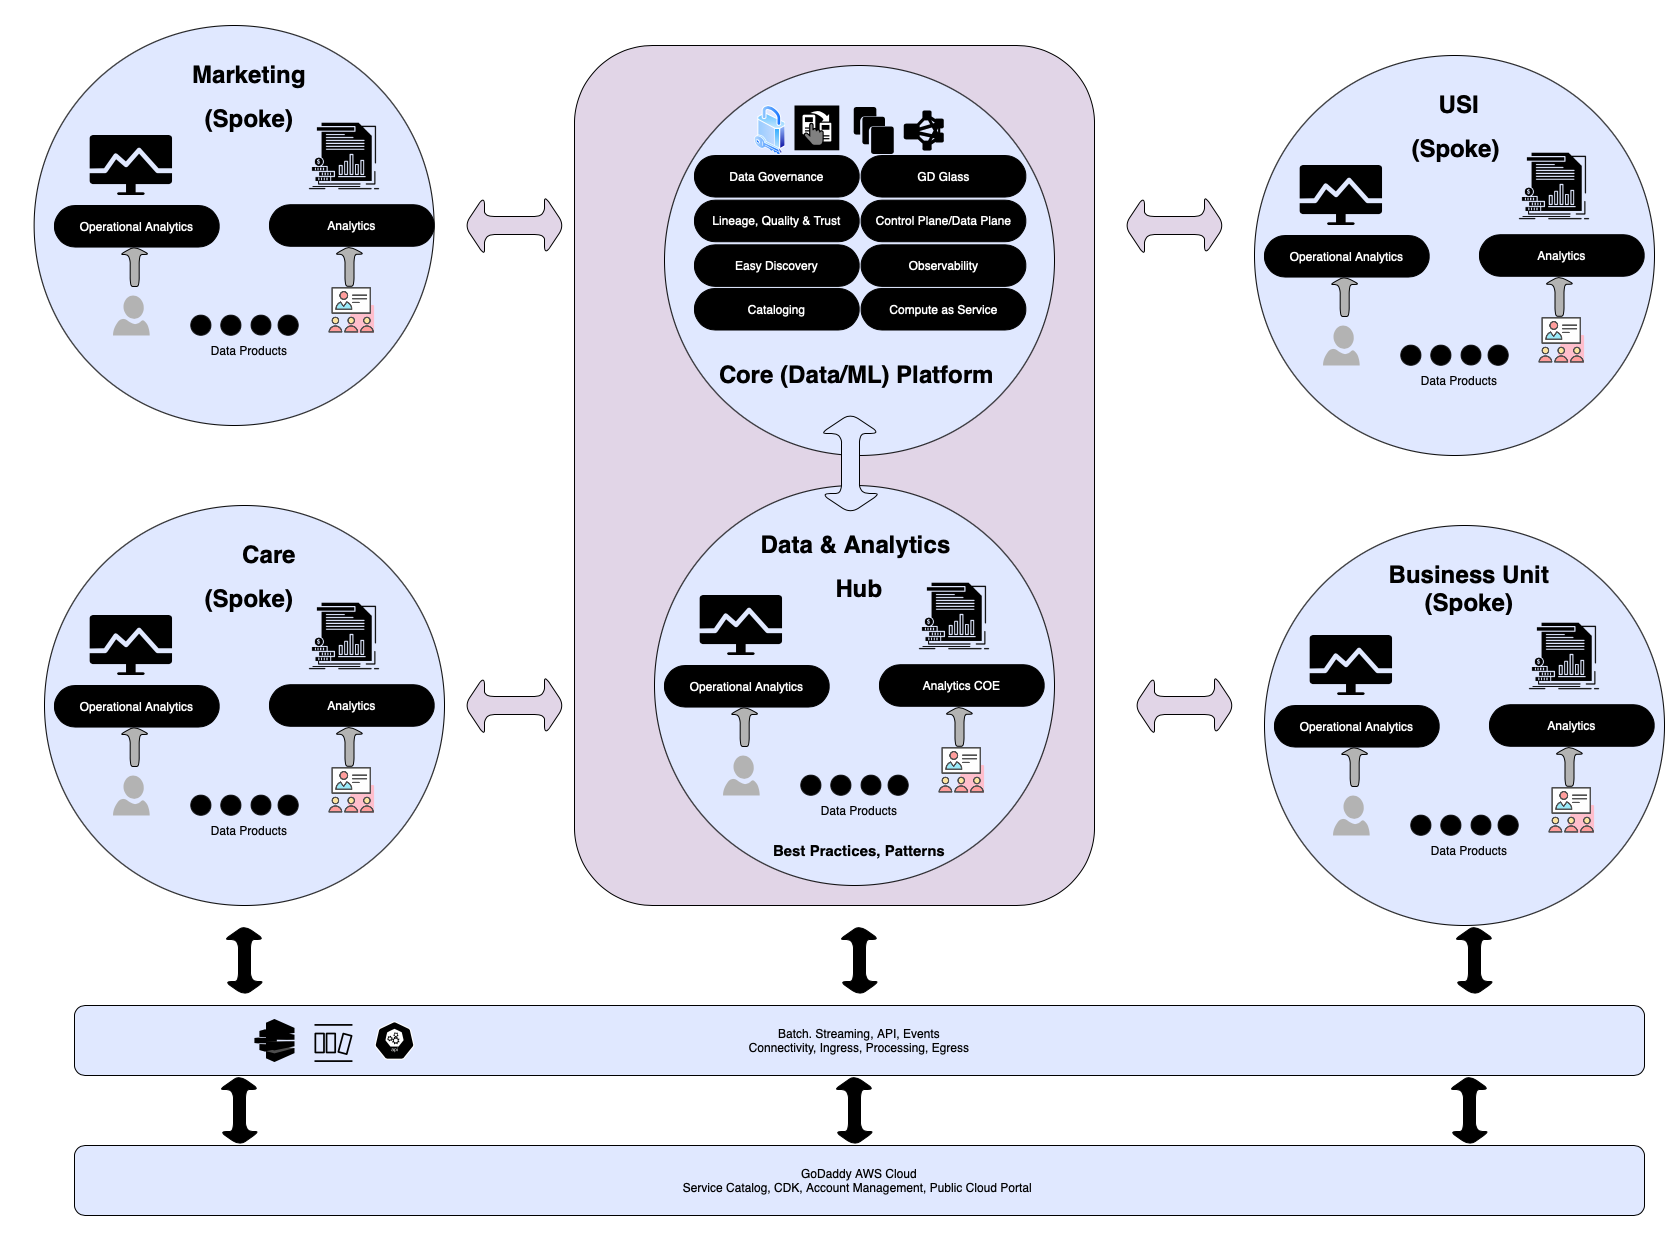 Marketing
(Spoke)
Operational Analytics
Analytics
Data Products
Data Governance
GD Glass
Lineage, Quality & Trust
Control Plane/Data Plane
Easy Discovery
Observability
Cataloging
Compute as Service
Core (Data/ML) Platform
USI
(Spoke)
Operational Analytics
Analytics
Data Products
Care
(Spoke)
Operational Analytics
Analytics
Data Products
Data & Analytics
Hub
Operational Analytics
Analytics COE
Data Products
Best Practices, Patterns
Business Unit
(Spoke)
Operational Analytics
Analytics
Data Products
api
Batch. Streaming, API, Events
Connectivity, Ingress, Processing, Egress
GoDaddy AWS Cloud
Service Catalog, CDK, Account Management, Public Cloud Portal